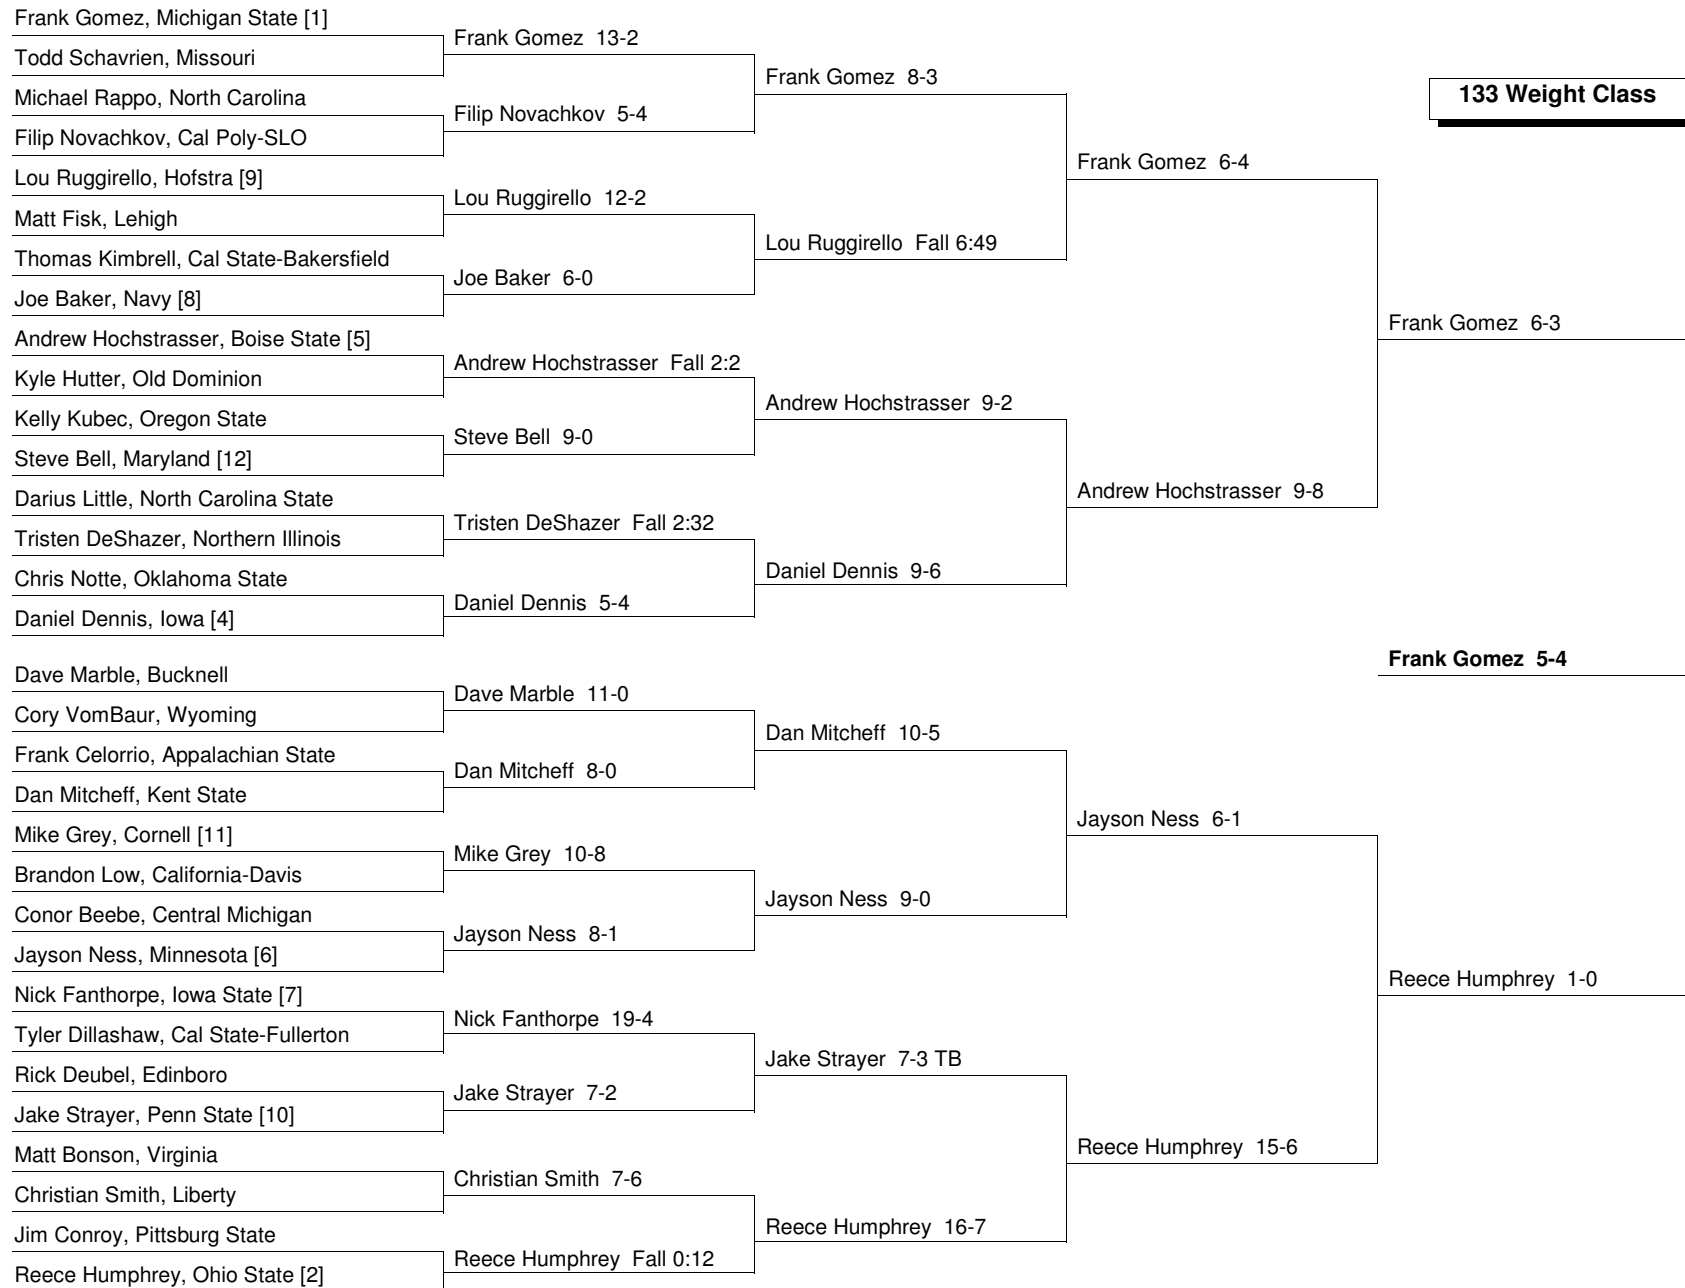 Frank Gomez, Michigan State [1]
Todd Schavrien, Missouri
Michael Rappo, North Carolina
Filip Novachkov, Cal Poly-SLO
Lou Ruggirello, Hofstra [9]
Matt Fisk, Lehigh
Thomas Kimbrell, Cal State-Bakersfield
Joe Baker, Navy [8]
Andrew Hochstrasser, Boise State [5]
Kyle Hutter, Old Dominion
Kelly Kubec, Oregon State
Steve Bell, Maryland [12]
Darius Little, North Carolina State
Tristen DeShazer, Northern Illinois
Chris Notte, Oklahoma State
Daniel Dennis, Iowa [4]
Dave Marble, Bucknell
Cory VomBaur, Wyoming
Frank Celorrio, Appalachian State
Dan Mitcheff, Kent State
Mike Grey, Cornell [11]
Brandon Low, California-Davis
Conor Beebe, Central Michigan
Jayson Ness, Minnesota [6]
Nick Fanthorpe, Iowa State [7]
Tyler Dillashaw, Cal State-Fullerton
Rick Deubel, Edinboro
Jake Strayer, Penn State [10]
Matt Bonson, Virginia
Christian Smith, Liberty
Jim Conroy, Pittsburg State
Reece Humphrey, Ohio State [2]
Frank Gomez 13-2
Filip Novachkov 5-4
Lou Ruggirello 12-2
Joe Baker 6-0
Andrew Hochstrasser Fall 2:2
Steve Bell 9-0
Tristen DeShazer Fall 2:32
Daniel Dennis 5-4
Dave Marble 11-0
Dan Mitcheff 8-0
Mike Grey 10-8
Jayson Ness 8-1
Nick Fanthorpe 19-4
Jake Strayer 7-2
Christian Smith 7-6
Reece Humphrey Fall 0:12
Frank Gomez 8-3
Lou Ruggirello Fall 6:49
Andrew Hochstrasser 9-2
Daniel Dennis 9-6
Dan Mitcheff 10-5
Jayson Ness 9-0
Jake Strayer 7-3 TB
Reece Humphrey 16-7
Frank Gomez 6-4
Andrew Hochstrasser 9-8
Jayson Ness 6-1
Reece Humphrey 15-6
133 Weight Class
Frank Gomez 6-3
Frank Gomez 5-4
Reece Humphrey 1-0